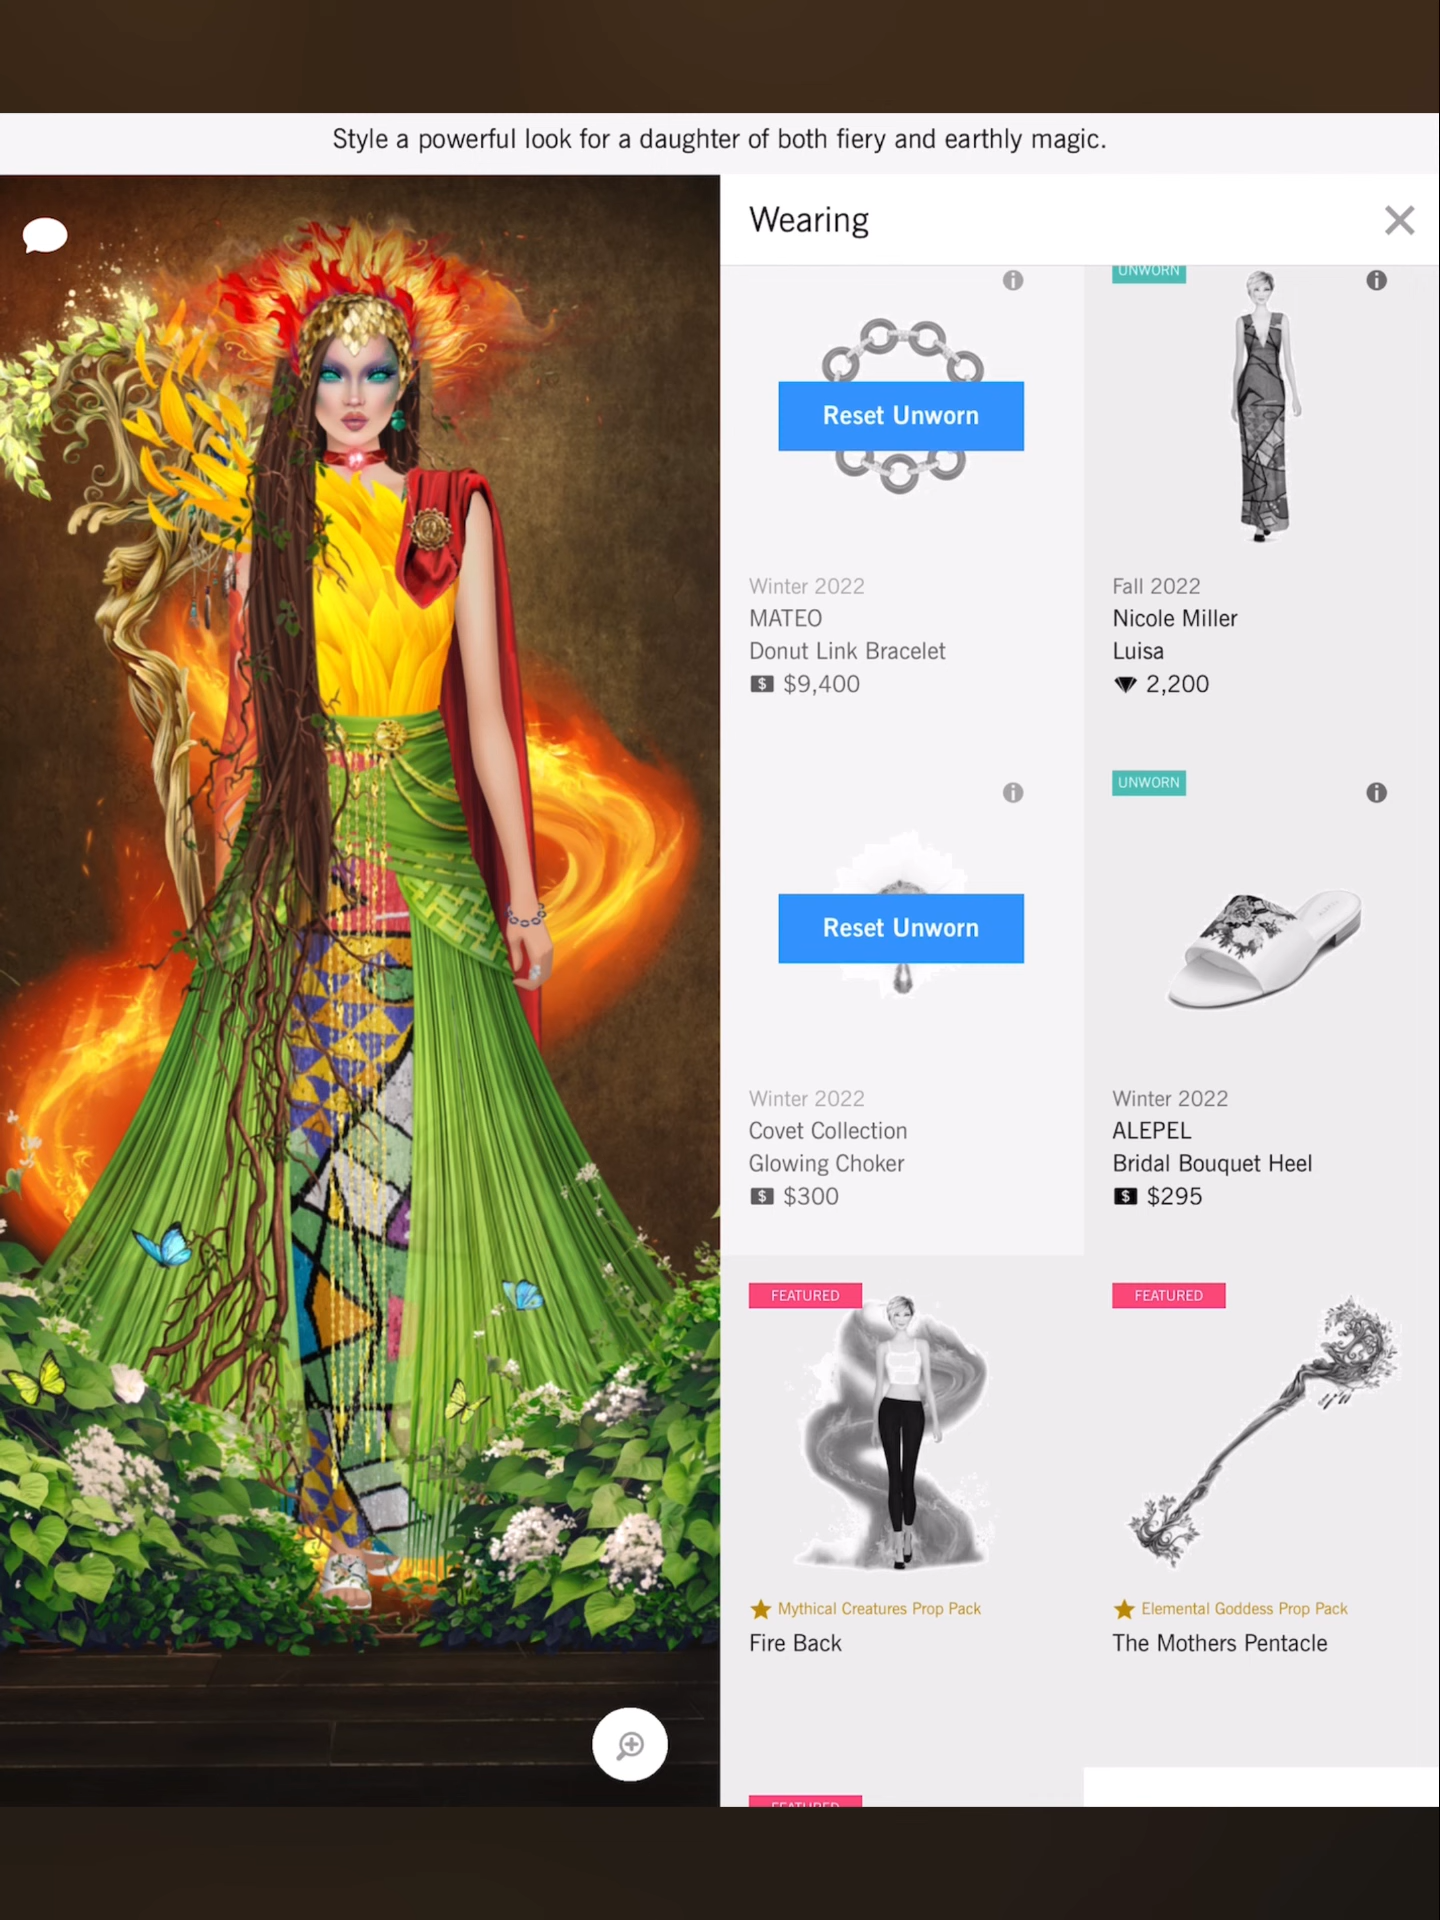 Style a powerful look for a daughter of both fiery and earthly magic.
Wearing
UNWORN
Reset Unworn
Winter 2022
MATEO
Donut Link Bracelet
$9,400
Fall 2022
Nicole Miller
Luisa
2,200
UNWORN
Reset Unworn
Winter 2022
Covet Collection
Glowing Choker
$300
Winter 2022
ALEPEL
Bridal Bouquet Heel
$295
FEATURED
FEATURED
Mythical Creatures Prop Pack
Fire Back
Elemental Goddess Prop Pack
The Mothers Pentacle
FEATURED